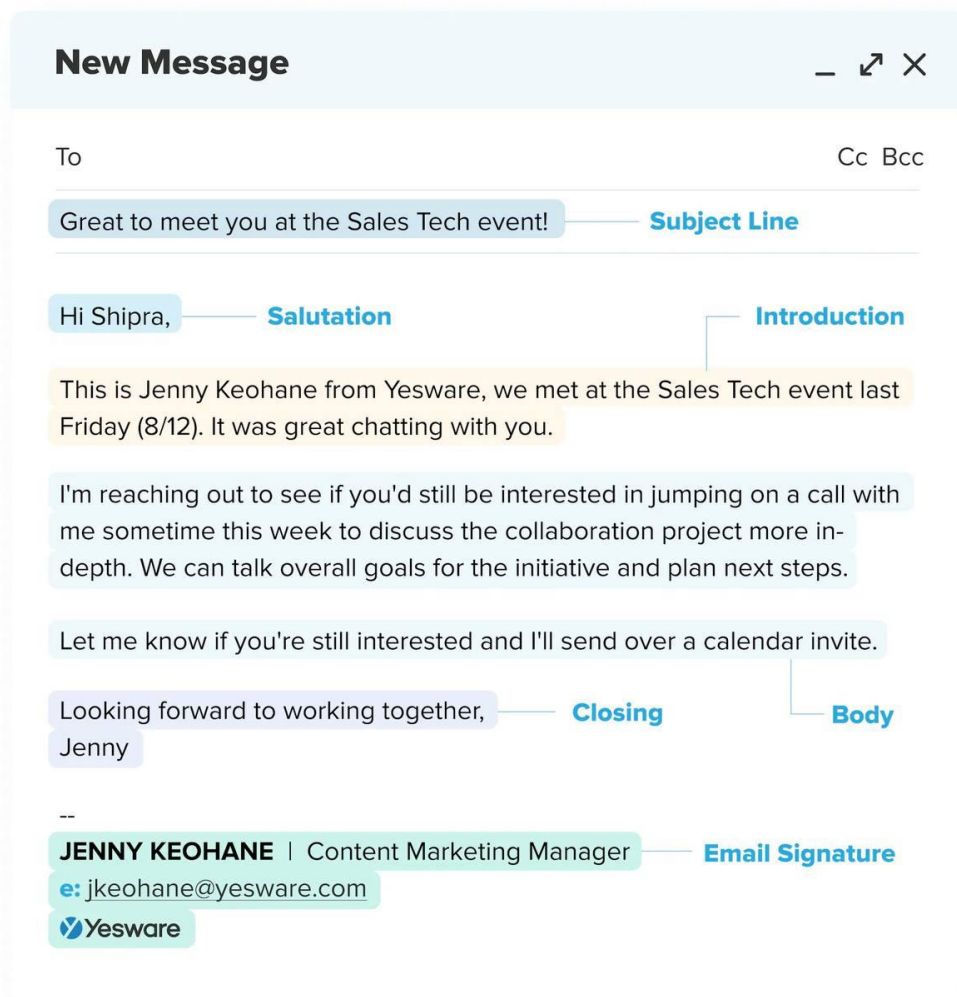 New Message
To Cc Bcc
Great to meet you at the Sales Tech event! Subject Line
Hi Shipra, Salutation Introduction
This is Jenny Keohane from Yesware, we met at the Sales Tech event last
Friday (8/12). It was great chatting with you.
I'm reaching out to see if you'd still be interested in jumping on a call with
me sometime this week to discuss the collaboration project more in-
depth. We can talk overall goals for the initiative and plan next steps.
Let me know if you're still interested and I'll send over a calendar invite.
Looking forward to working together, Closing Body
Jenny
--
JENNY KEOHANE | Content Marketing Manager Email Signature
e: jkeohane@yesware.com
Yesware